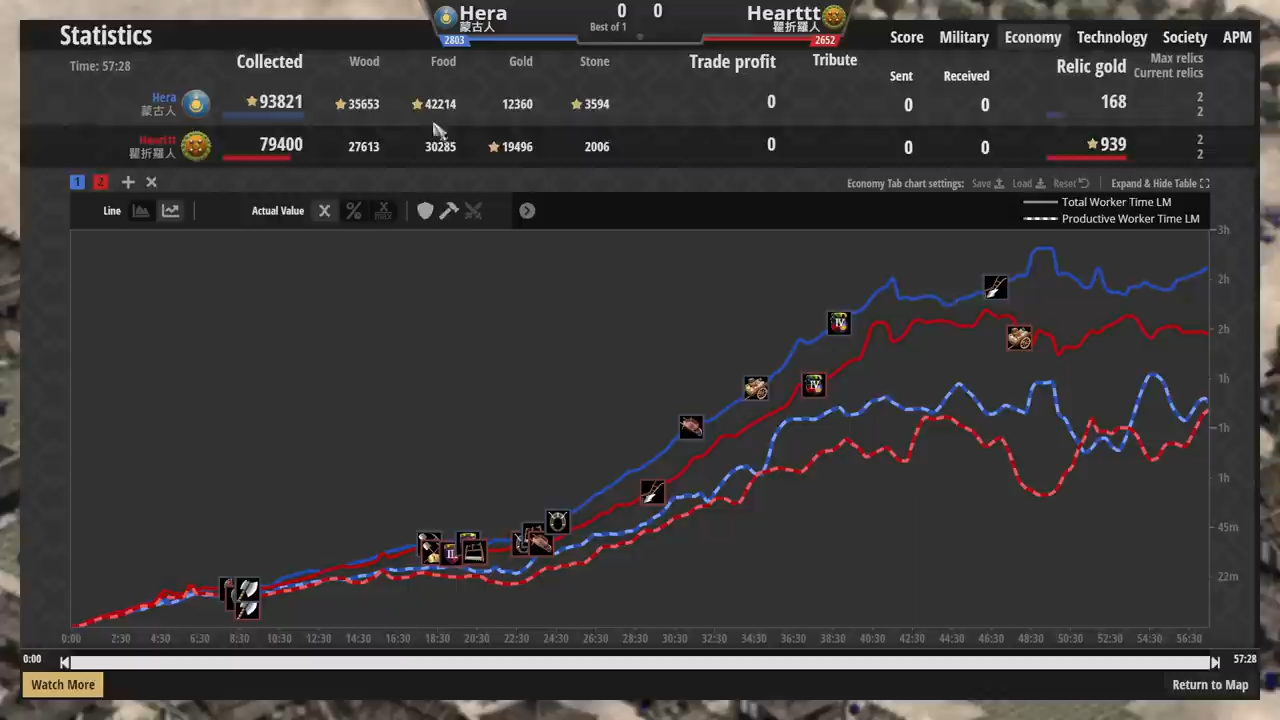 Hera 0 0 Hearttt
蒙古人 Best of 1 瞿折羅人
2803 2652
Statistics
Score Military Economy Technology Society APM
Time: 57:28
Collected Wood Food Gold Stone Trade profit Tribute Sent Received Relic gold Max relics
Current relics
Hera 93821 35653 42214 12360 3594 0 0 0 168 2
蒙古人 2
Hearttt 79400 27613 30285 19496 2006 0 0 0 939 2
瞿折羅人 2
1 2 Economy Tab chart settings: Save Load Reset Expand & Hide Table
Line Actual Value X % X MAX
Total Worker Time LM
Productive Worker Time LM
3h
2h
2h
1h
1h
1h
45m
22m
IV
IV
II
0:00 2:30 4:30 6:30 8:30 10:30 12:30 14:30 16:30 18:30 20:30 22:30 24:30 26:30 28:30 30:30 32:30 34:30 36:30 38:30 40:30 42:30 44:30 46:30 48:30 50:30 52:30 54:30 56:30
0:00 57:28
Watch More Return to Map